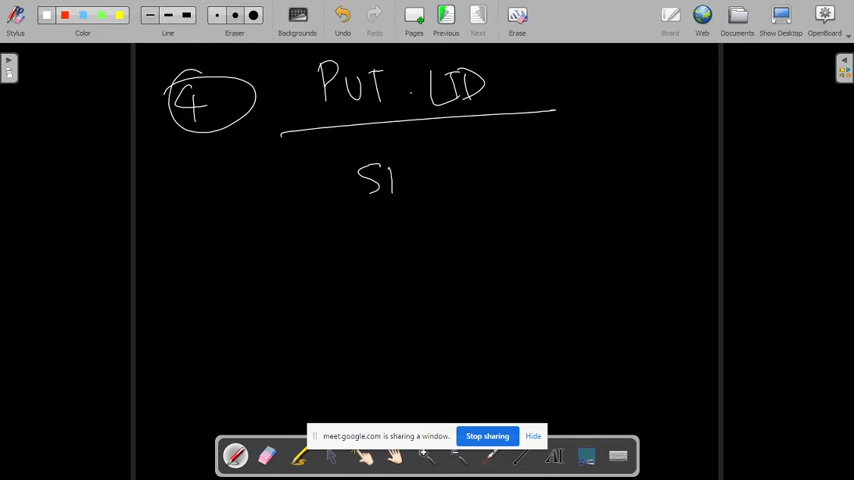 Stylus
Color
Line
Eraser
Backgrounds
Undo
Redo
Pages
Previous
Next
Erase
Board
Web
Documents
Show Desktop
OpenBoard
4 PUT . LID
SI
meet.google.com is sharing a window. Stop sharing Hide
AI